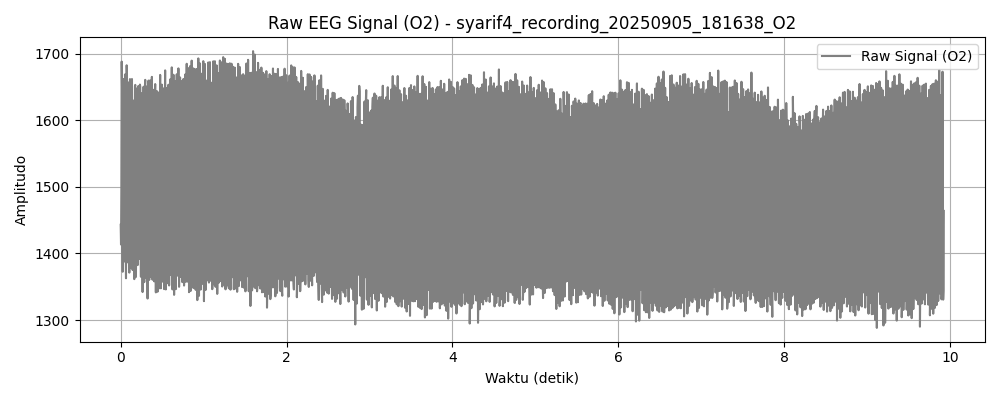 Raw EEG Signal (O2) - syarif4_recording_20250905_181638_O2
Raw Signal (O2)
Amplitudo
1700
1600
1500
1400
1300
0 2 4 6 8 10
Waktu (detik)